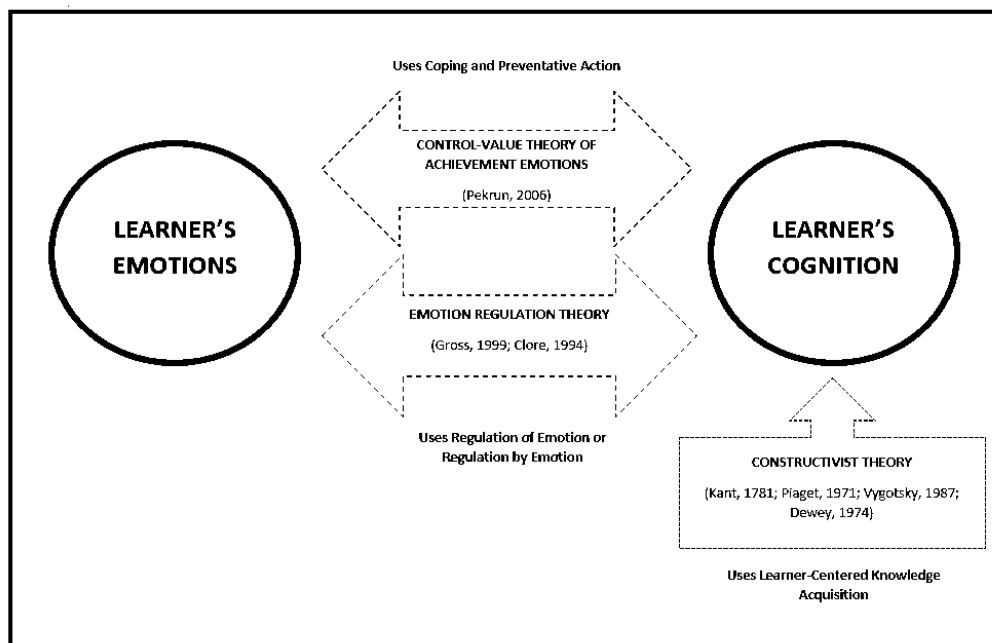 Uses Coping and Preventative Action
CONTROL-VALUE THEORY OF
ACHIEVEMENT EMOTIONS
(Pekrun, 2006)
LEARNER'S
EMOTIONS
LEARNER'S
COGNITION
EMOTION REGULATION THEORY
(Gross, 1999; Clore, 1994)
Uses Regulation of Emotion or
Regulation by Emotion
CONSTRUCTIVIST THEORY
(Kant, 1781; Piaget, 1971; Vygotsky, 1987;
Dewey, 1974)
Uses Learner-Centered Knowledge
Acquisition